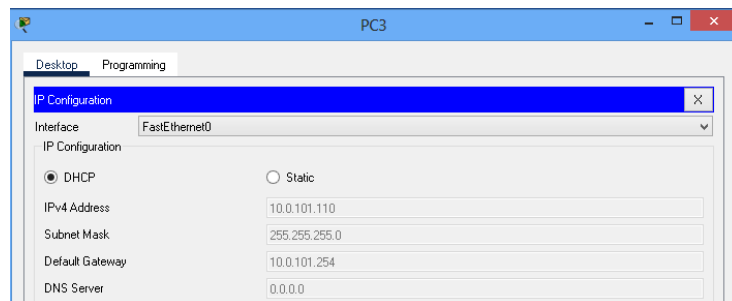 PC3
Desktop Programming
IP Configuration X
Interface FastEthernet0
IP Configuration
DHCP Static
IPv4 Address 10.0.101.110
Subnet Mask 255.255.255.0
Default Gateway 10.0.101.254
DNS Server 0.0.0.0